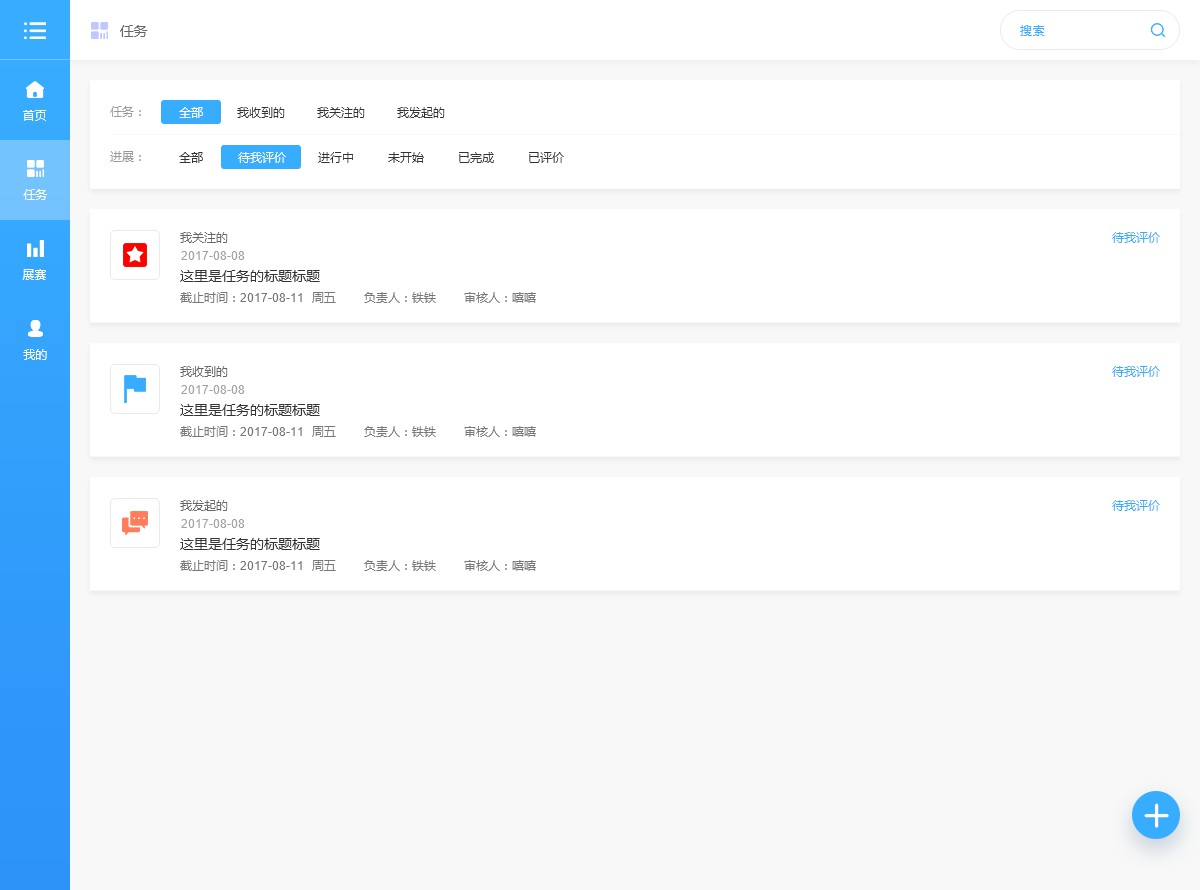 任务
搜索
首页
任务
展赛
我的
任务： 全部 我收到的 我关注的 我发起的
进展： 全部 待我评价 进行中 未开始 已完成 已评价
我关注的 待我评价
2017-08-08
这里是任务的标题标题
截止时间：2017-08-11 周五 负责人：铁铁 审核人：嘻嘻
我收到的 待我评价
2017-08-08
这里是任务的标题标题
截止时间：2017-08-11 周五 负责人：铁铁 审核人：嘻嘻
我发起的 待我评价
2017-08-08
这里是任务的标题标题
截止时间：2017-08-11 周五 负责人：铁铁 审核人：嘻嘻